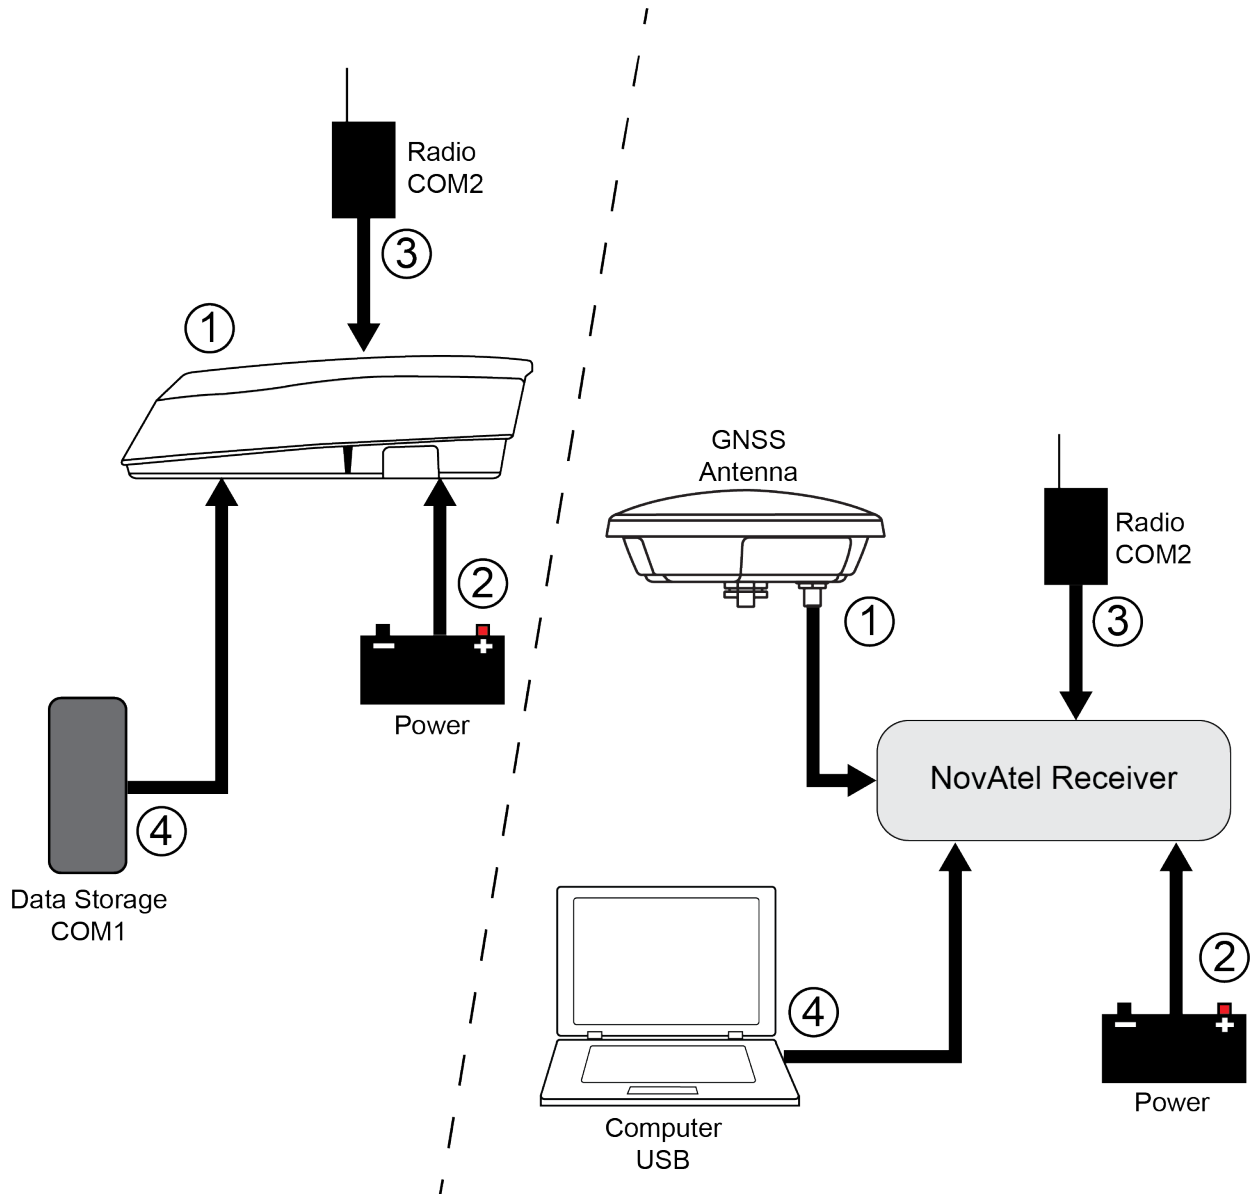 Radio
COM2
3
1
2
Power
4
Data Storage
COM1
GNSS
Antenna
1
Radio
COM2
3
NovAtel Receiver
2
Power
4
Computer
USB